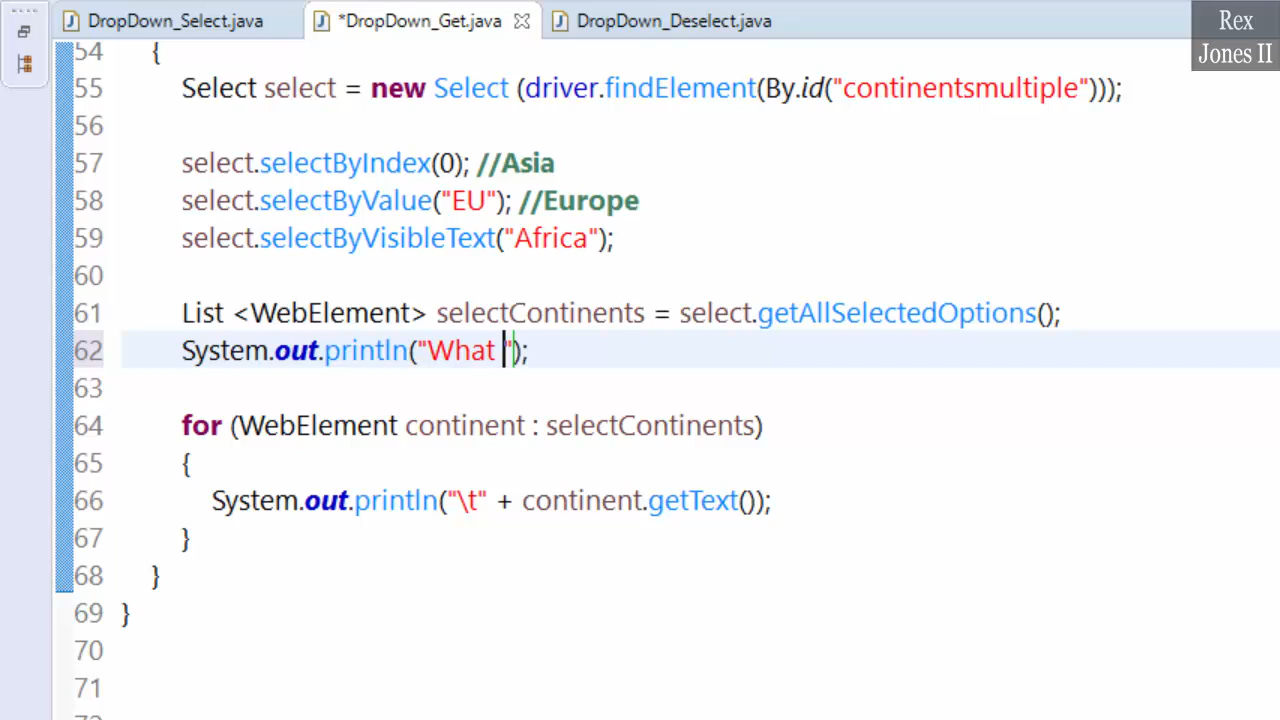 DropDown_Select.java
*DropDown_Get.java
DropDown_Deselect.java
Rex
Jones II
54 {
55 Select select = new Select (driver.findElement(By.id("continentsmultiple")));
56
57 select.selectByIndex(0); //Asia
58 select.selectByValue("EU"); //Europe
59 select.selectByVisibleText("Africa");
60
61 List <WebElement> selectContinents = select.getAllSelectedOptions();
62 System.out.println("What ");
63
64 for (WebElement continent : selectContinents)
65 {
66 System.out.println("\t" + continent.getText());
67 }
68 }
69 }
70
71